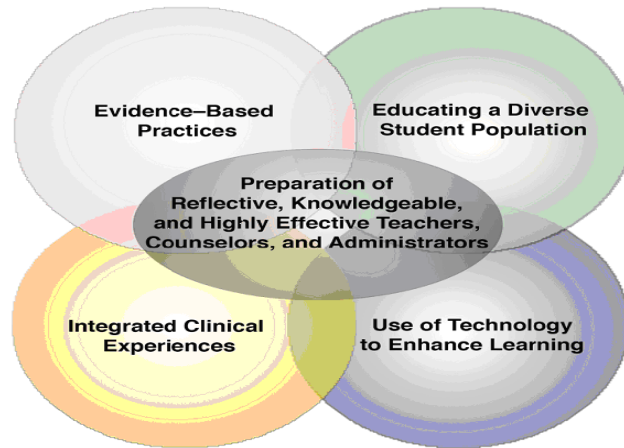 Evidence–Based
Practices
Educating a Diverse
Student Population
Preparation of
Reflective, Knowledgeable,
and Highly Effective Teachers,
Counselors, and Administrators
Integrated Clinical
Experiences
Use of Technology
to Enhance Learning